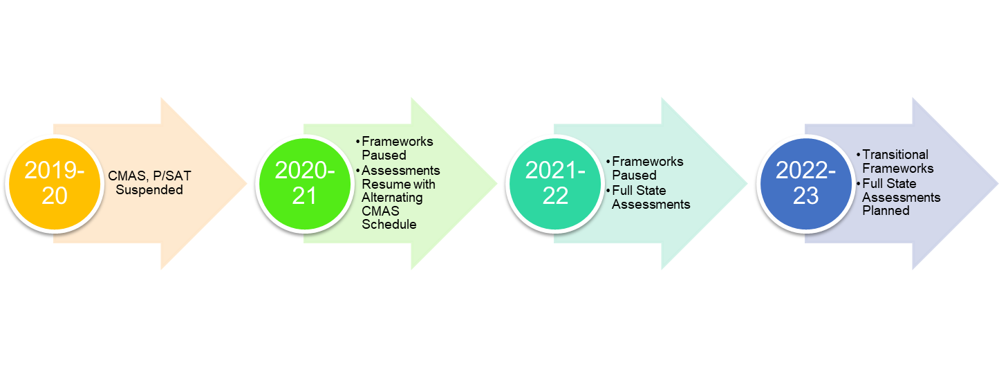 2019-
20
CMAS, P/SAT
Suspended
2020-
21
•Frameworks
Paused
•Assessments
Resume with
Alternating
CMAS
Schedule
2021-
22
•Frameworks
Paused
•Full State
Assessments
2022-
23
•Transitional
Frameworks
•Full State
Assessments
Planned